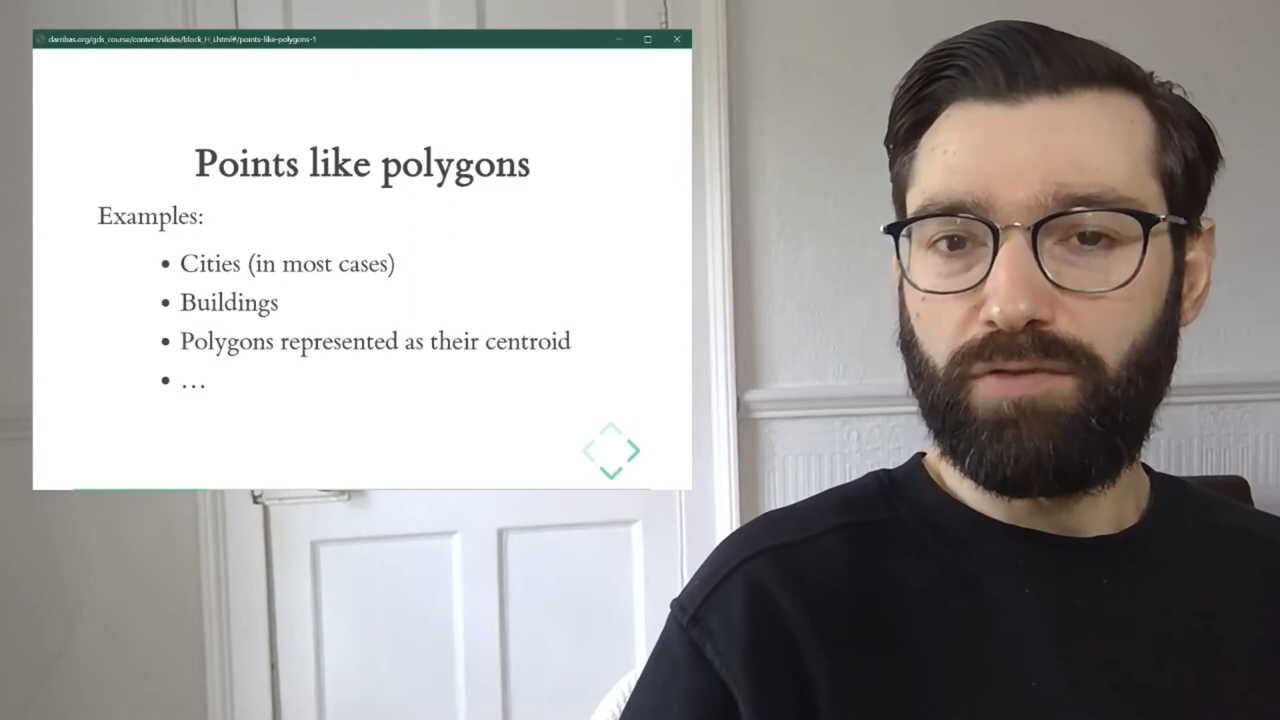 darribas.org/gds_course/content/slides/block_H_i.html#/points-like-polygons-1
Points like polygons
Examples:
• Cities (in most cases)
• Buildings
• Polygons represented as their centroid
• …